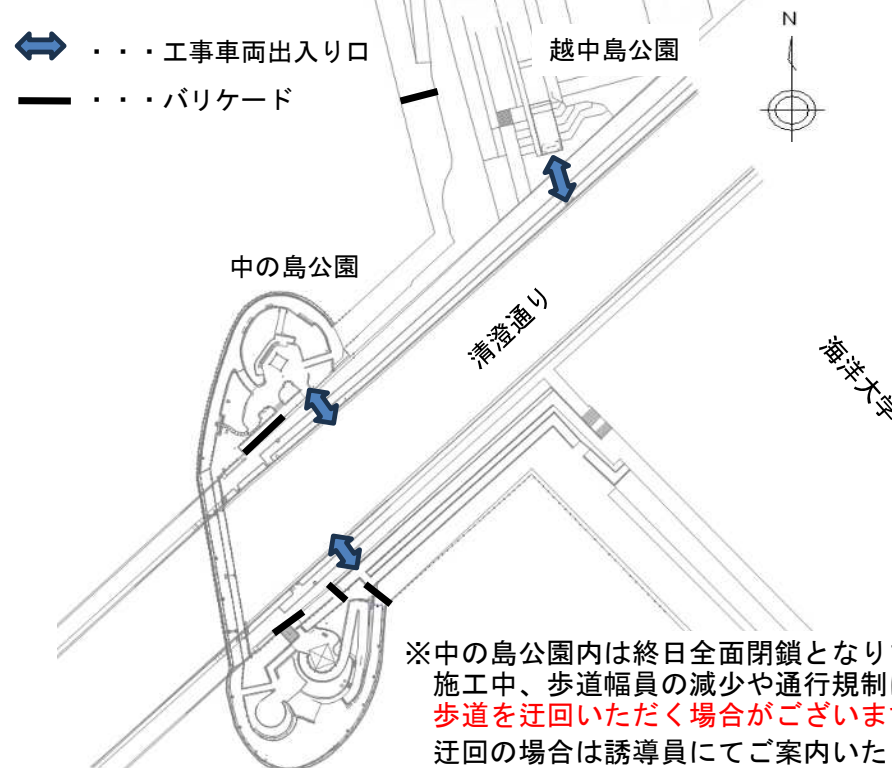 ・・・工事車両出入り口
・・・バリケード
越中島公園
N
中の島公園
清澄通り
海洋大学
※中の島公園内は終日全面閉鎖となり
施工中、歩道幅員の減少や通行規制
歩道を迂回いただく場合がございま
迂回の場合は誘導員にてご案内いた